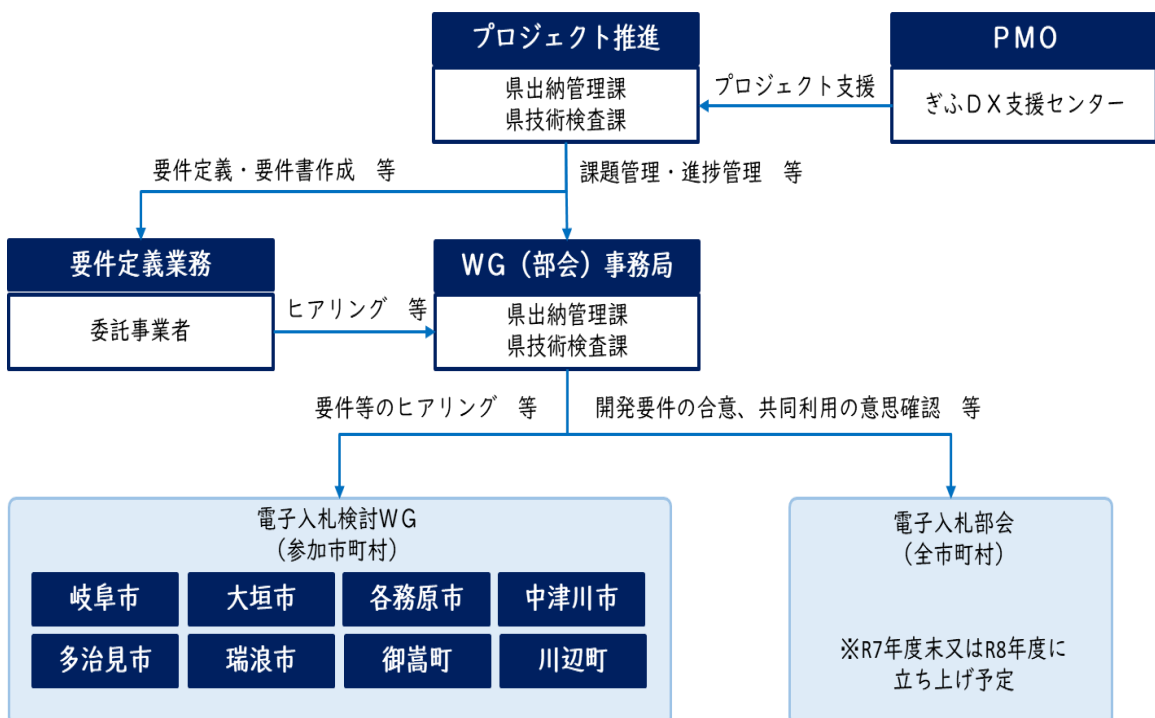 プロジェクト推進
県出納管理課
県技術検査課
プロジェクト支援
ＰＭＯ
ぎふＤＸ支援センター
要件定義・要件書作成　等
課題管理・進捗管理　等
要件定義業務
委託事業者
ヒアリング　等
ＷＧ（部会）事務局
県出納管理課
県技術検査課
要件等のヒアリング　等
開発要件の合意、共同利用の意思確認　等
電子入札検討ＷＧ
（参加市町村）
岐阜市
大垣市
各務原市
中津川市
多治見市
瑞浪市
御嵩町
川辺町
電子入札部会
（全市町村）
※R7年度末又はR8年度に
立ち上げ予定